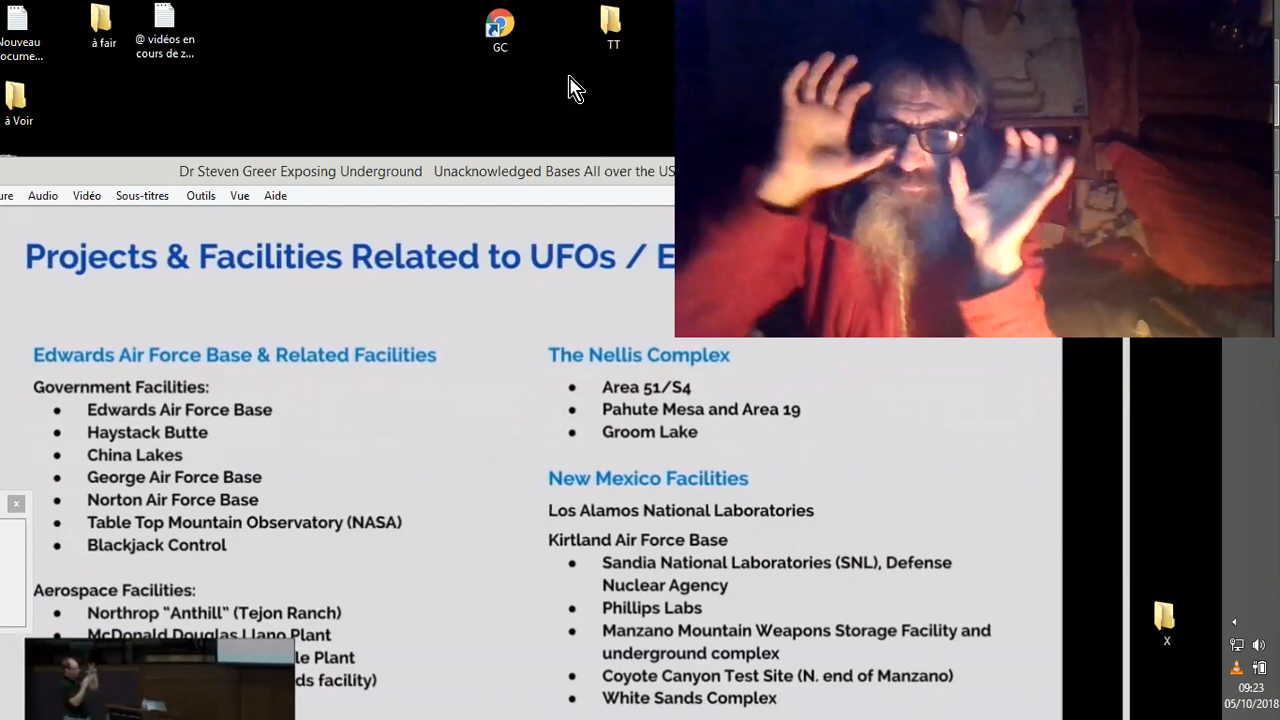 Nouveau
ocume...
à fair
@ vidéos en
cours de z...
GC
TT
à Voir
Dr Steven Greer Exposing Underground   Unacknowledged Bases All over the US
ure Audio Vidéo Sous-titres Outils Vue Aide
Projects & Facilities Related to UFOs / E
Edwards Air Force Base & Related Facilities
Government Facilities:
• Edwards Air Force Base
• Haystack Butte
• China Lakes
• George Air Force Base
• Norton Air Force Base
• Table Top Mountain Observatory (NASA)
• Blackjack Control
Aerospace Facilities:
• Northrop “Anthill” (Tejon Ranch)
McDonald Douglas Llano Plant
le Plant
ds facility)
The Nellis Complex
• Area 51/S4
• Pahute Mesa and Area 19
• Groom Lake
New Mexico Facilities
Los Alamos National Laboratories
Kirtland Air Force Base
• Sandia National Laboratories (SNL), Defense
Nuclear Agency
• Phillips Labs
• Manzano Mountain Weapons Storage Facility and
underground complex
• Coyote Canyon Test Site (N. end of Manzano)
• White Sands Complex
x
X
09:23
05/10/2018